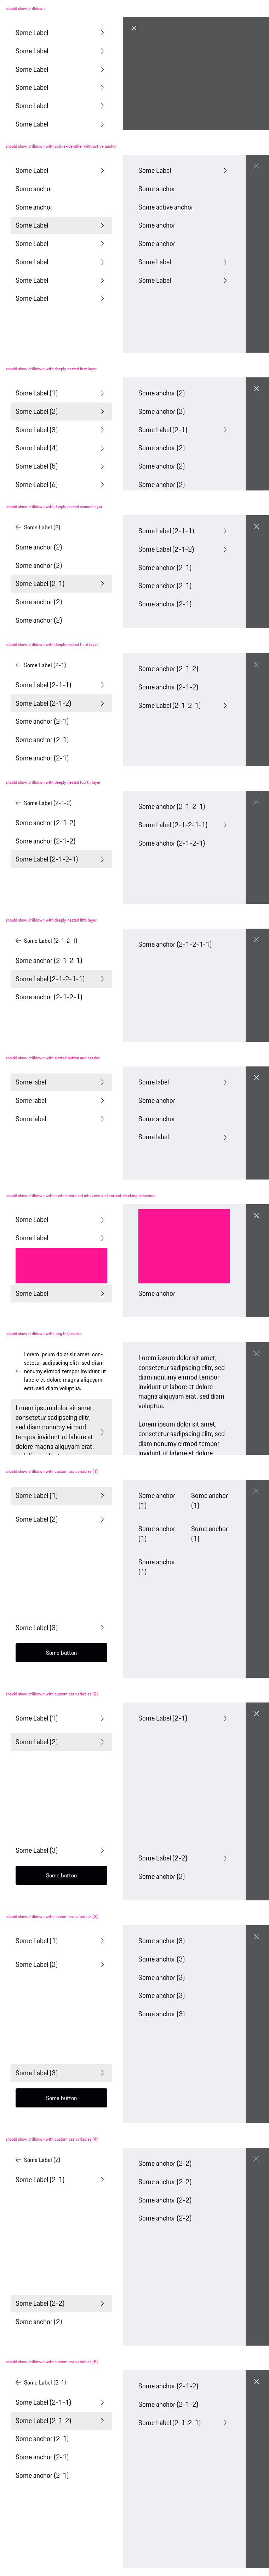 should show drilldown
Some Label
Some Label
Some Label
Some Label
Some Label
Some Label
should show drilldown with active identifier with active anchor
Some Label
Some anchor
Some anchor
Some Label
Some Label
Some Label
Some Label
Some Label
Some Label
Some anchor
Some active anchor
Some anchor
Some anchor
Some Label
Some Label
should show drilldown with deeply nested first layer
Some Label (1)
Some Label (2)
Some Label (3)
Some Label (4)
Some Label (5)
Some Label (6)
Some anchor (2)
Some anchor (2)
Some Label (2-1)
Some anchor (2)
Some anchor (2)
Some anchor (2)
should show drilldown with deeply nested second layer
Some Label (2)
Some anchor (2)
Some anchor (2)
Some Label (2-1)
Some anchor (2)
Some anchor (2)
Some Label (2-1-1)
Some Label (2-1-2)
Some anchor (2-1)
Some anchor (2-1)
Some anchor (2-1)
should show drilldown with deeply nested third layer
Some Label (2-1)
Some Label (2-1-1)
Some Label (2-1-2)
Some anchor (2-1)
Some anchor (2-1)
Some anchor (2-1)
Some anchor (2-1-2)
Some anchor (2-1-2)
Some Label (2-1-2-1)
should show drilldown with deeply nested fourth layer
Some Label (2-1-2)
Some anchor (2-1-2)
Some anchor (2-1-2)
Some Label (2-1-2-1)
Some anchor (2-1-2-1)
Some Label (2-1-2-1-1)
Some anchor (2-1-2-1)
should show drilldown with deeply nested fifth layer
Some Label (2-1-2-1)
Some anchor (2-1-2-1)
Some Label (2-1-2-1-1)
Some anchor (2-1-2-1)
Some anchor (2-1-2-1-1)
should show drilldown with slotted button and header
Some label
Some label
Some label
Some label
Some anchor
Some anchor
Some label
should show drilldown with content scrolled into view and correct stacking behaviour
Some Label
Some Label
Some Label
Some anchor
should show drilldown with long text nodes
Lorem ipsum dolor sit amet, con-
setetur sadipscing elitr, sed diam
nonumy eirmod tempor invidunt ut
labore et dolore magna aliquyam
erat, sed diam voluptua.
Lorem ipsum dolor sit amet,
consetetur sadipscing elitr,
sed diam nonumy eirmod
tempor invidunt ut labore et
dolore magna aliquyam erat,
Lorem ipsum dolor sit amet,
consetetur sadipscing elitr, sed
diam nonumy eirmod tempor
invidunt ut labore et dolore
magna aliquyam erat, sed diam
voluptua.
Lorem ipsum dolor sit amet,
consetetur sadipscing elitr, sed
diam nonumy eirmod tempor
invidunt ut labore et dolore
should show drilldown with custom css variables (1)
Some Label (1)
Some Label (2)
Some Label (3)
Some button
Some anchor
(1)
Some anchor
(1)
Some anchor
(1)
Some anchor
(1)
Some anchor
(1)
should show drilldown with custom css variables (2)
Some Label (1)
Some Label (2)
Some Label (3)
Some button
Some Label (2-1)
Some Label (2-2)
Some anchor (2)
should show drilldown with custom css variables (3)
Some Label (1)
Some Label (2)
Some Label (3)
Some button
Some anchor (3)
Some anchor (3)
Some anchor (3)
Some anchor (3)
Some anchor (3)
should show drilldown with custom css variables (4)
Some Label (2)
Some Label (2-1)
Some Label (2-2)
Some anchor (2)
Some anchor (2-2)
Some anchor (2-2)
Some anchor (2-2)
Some anchor (2-2)
should show drilldown with custom css variables (5)
Some Label (2-1)
Some Label (2-1-1)
Some Label (2-1-2)
Some anchor (2-1)
Some anchor (2-1)
Some anchor (2-1)
Some anchor (2-1-2)
Some anchor (2-1-2)
Some Label (2-1-2-1)